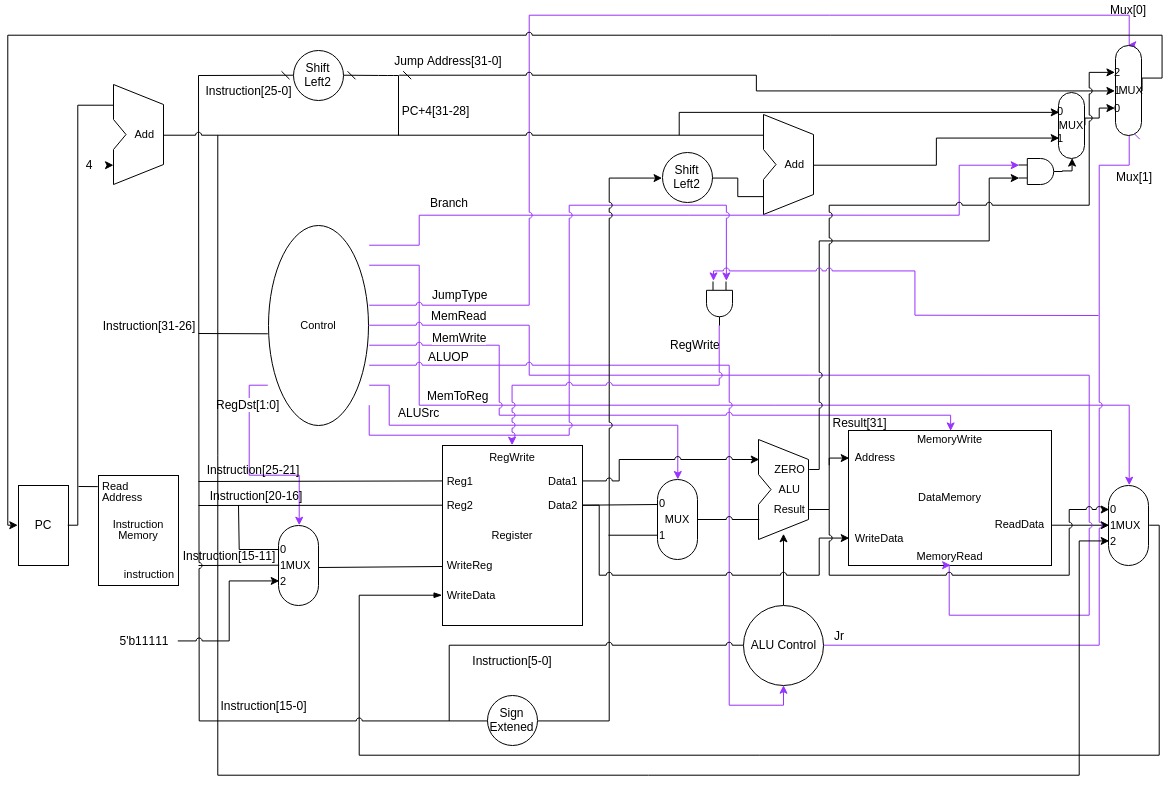 Mux[0]
Shift
Left2
Jump Address[31-0]
Instruction[25-0]
PC+4[31-28]
2
1MUX
0
0
MUX
1
Add
4
Shift
Left2
Add
Mux[1]
Branch
Control
JumpType
MemRead
MemWrite
ALUOP
Instruction[31-26]
RegWrite
RegDst[1:0]
MemToReg
ALUSrc
Result[31]
RegWrite
MemoryWrite
Instruction[25-21]
Reg1
Data1
ZERO
Address
Read
Address
Instruction[20-16]
Reg2
Data2
0
ALU
DataMemory
PC
Instruction
Memory
MUX
1
Result
ReadData
0
1MUX
2
Register
WriteData
Instruction[15-11]
0
1MUX
2
WriteReg
MemoryRead
instruction
WriteData
5'b11111
ALU Control
Jr
Instruction[5-0]
Instruction[15-0]
Sign
Extened